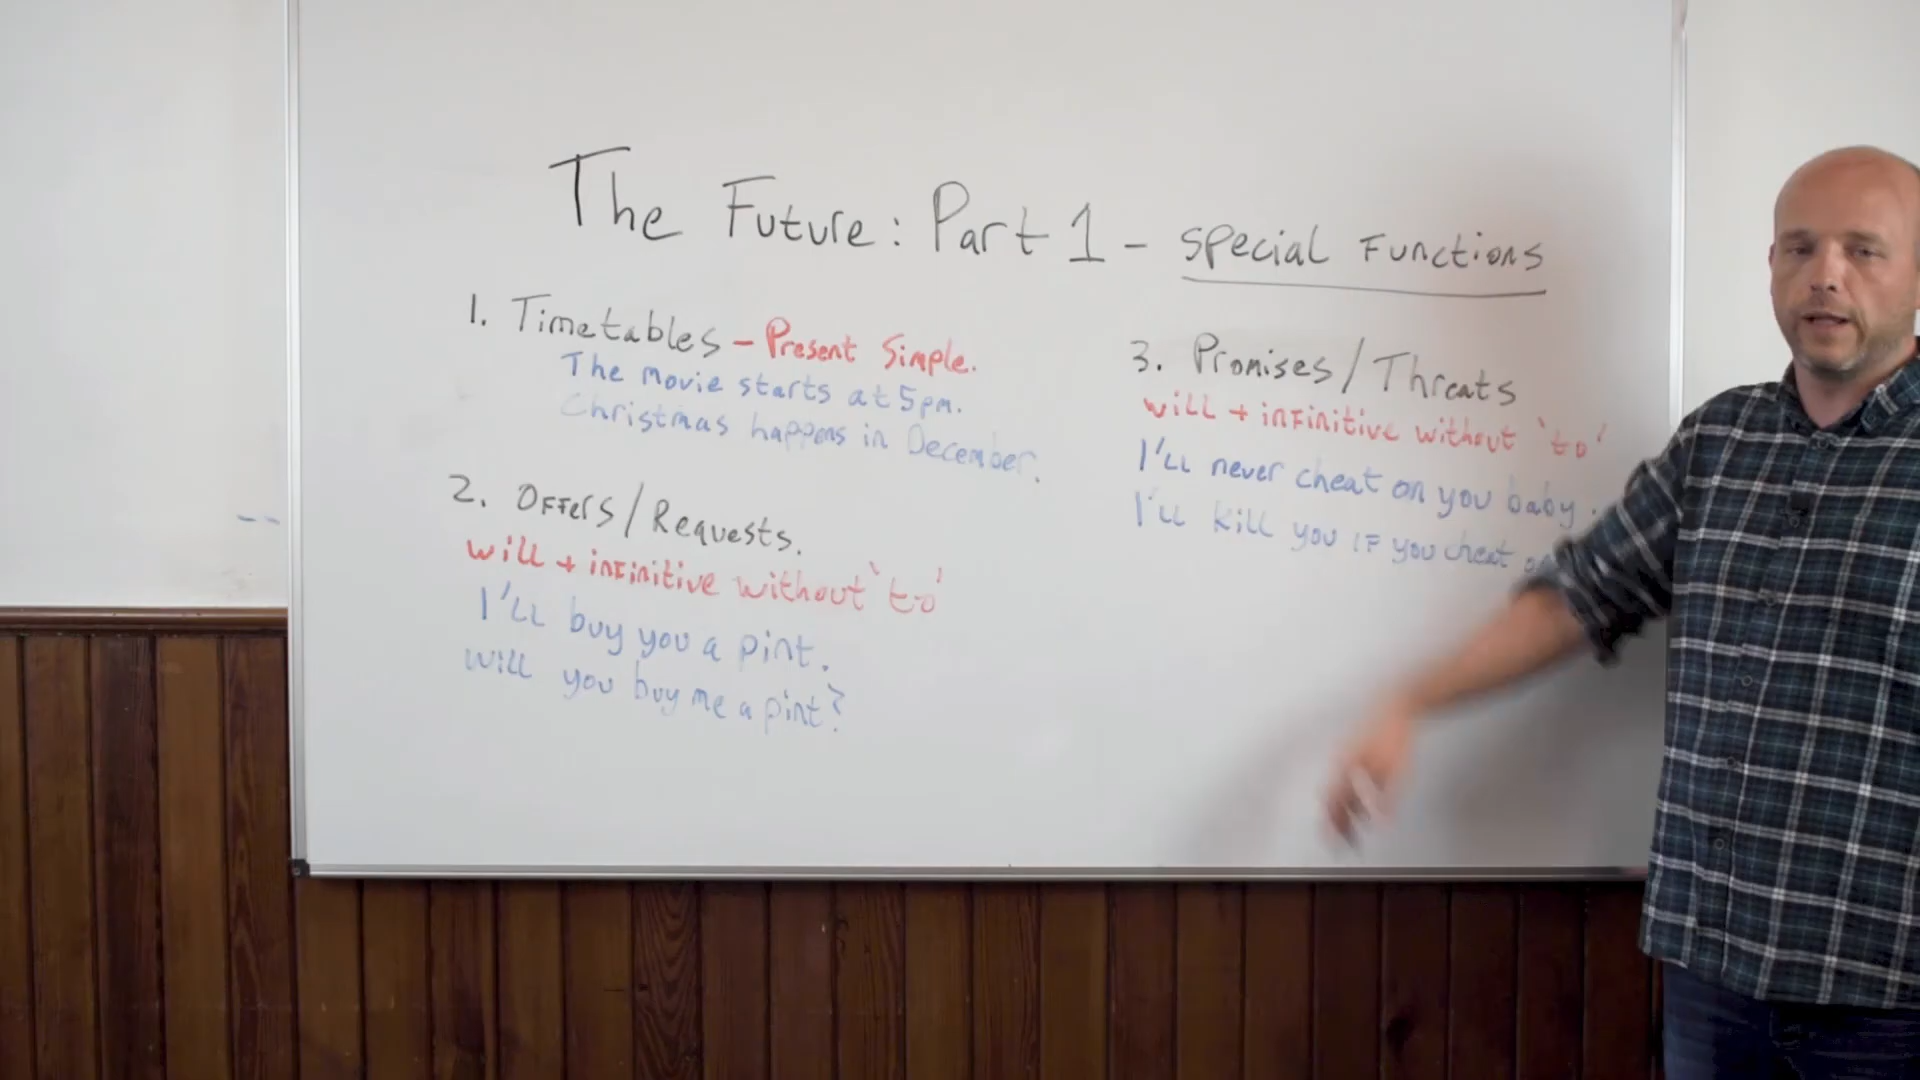 The Future: Part 1 - Special Functions
1. Timetables - Present Simple.
The movie starts at 5pm.
Christmas happens in December.
2. Offers/Requests.
will + infinitive without 'to'
I'll buy you a pint.
will you buy me a pint?
3. Promises/Threats
will + infinitive without 'to'
I'll never cheat on you baby.
I'll kill you if you cheat